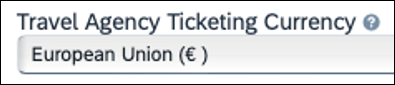 Travel Agency Ticketing Currency ?
European Union (€ )